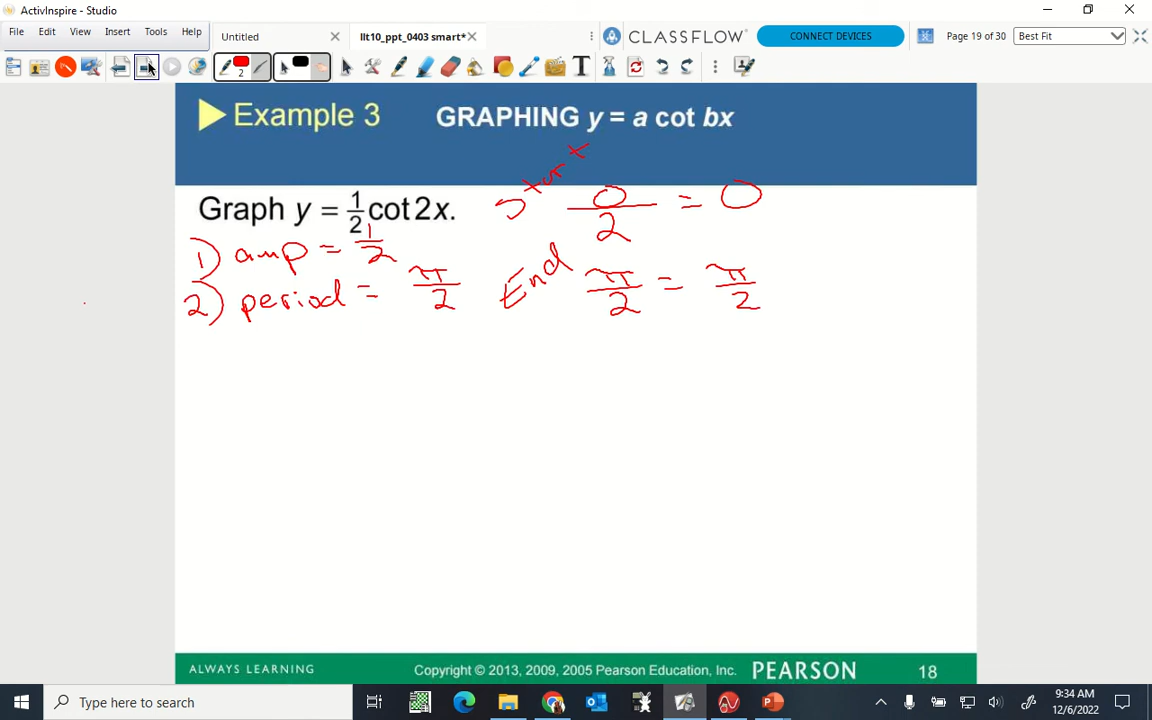 ActivInspire - Studio
File Edit View Insert Tools Help
Untitled
llt10_ppt_0403 smart*
CLASSFLOW
CONNECT DEVICES
Page 19 of 30
Best Fit
2
Example 3 GRAPHING y = a cot bx
Graph y = 1/2 cot 2x.
0/2 = 0
1) amp = 1/2
2) period = π/2
End π/2 = π/2
ALWAYS LEARNING
Copyright © 2013, 2009, 2005 Pearson Education, Inc.
PEARSON
18
Type here to search
9:34 AM
12/6/2022